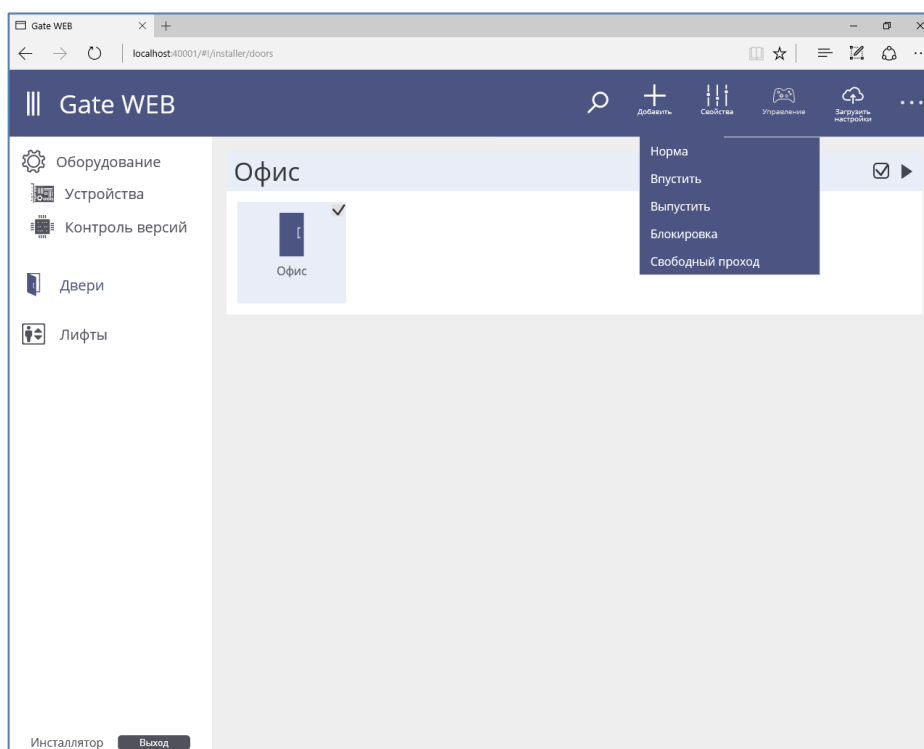 Gate WEB
localhost:40001/#!/installer/doors
Gate WEB
Добавить
Свойства
Управление
Загрузить
настройки
Оборудование
Устройства
Контроль версий
Двери
Лифты
Офис
Офис
Норма
Впустить
Выпустить
Блокировка
Свободный проход
Инсталлятор
Выход